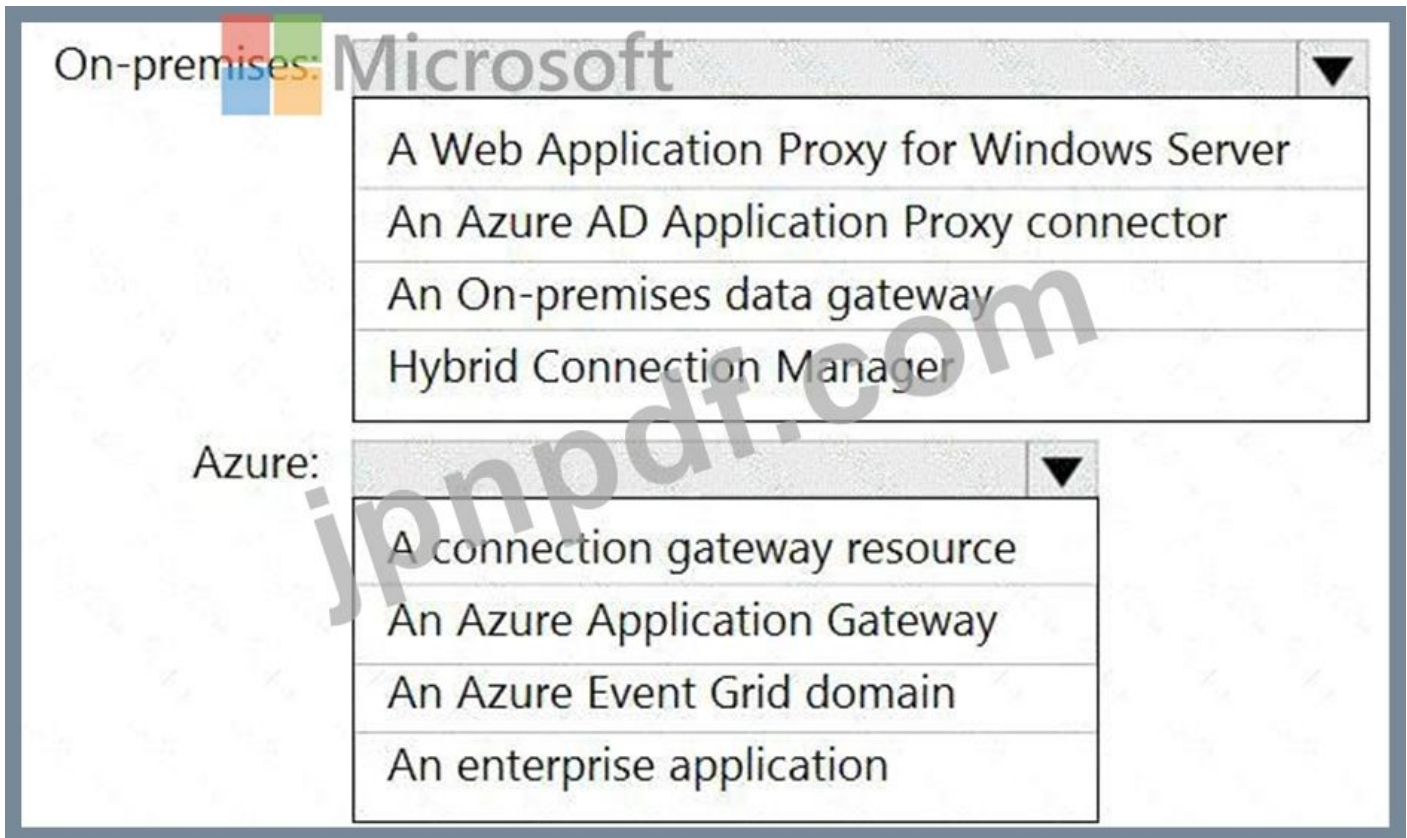 On-premises:
Microsoft
A Web Application Proxy for Windows Server
An Azure AD Application Proxy connector
An On-premises data gateway
Hybrid Connection Manager
Azure:
A connection gateway resource
An Azure Application Gateway
An Azure Event Grid domain
An enterprise application
jpnpdf.com